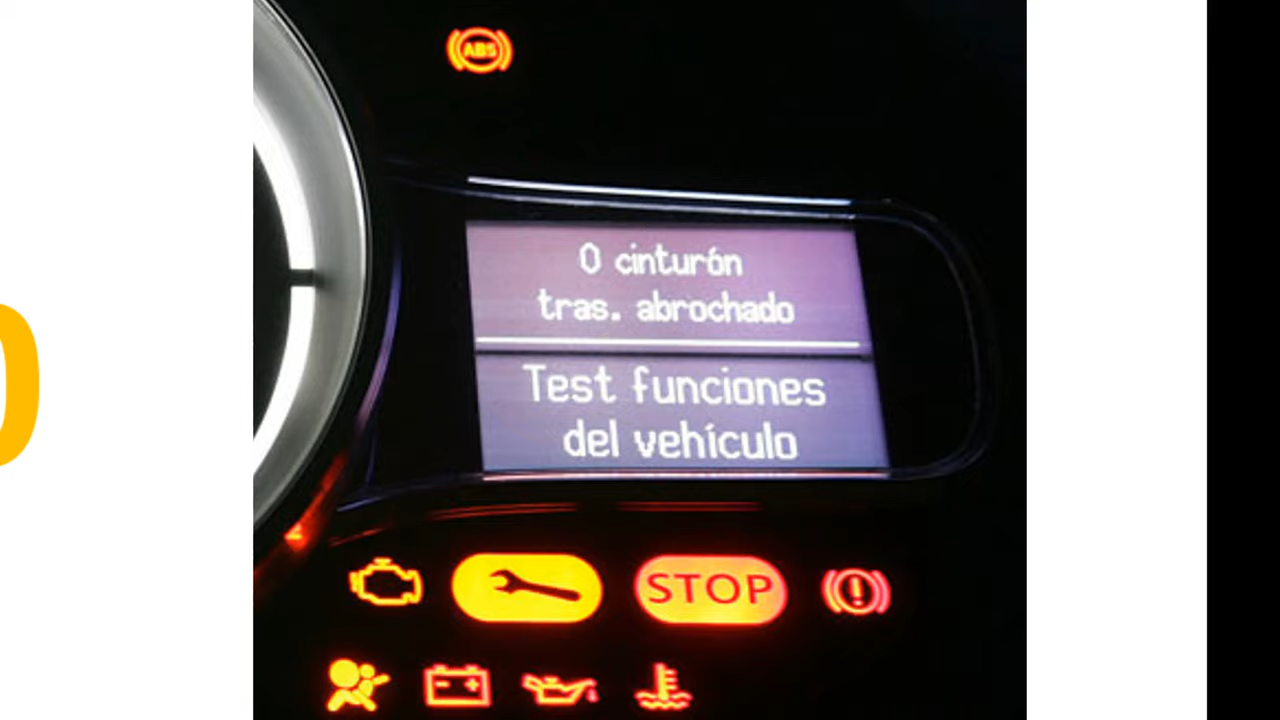 ABS
0 cinturón
tras. abrochado
Test funciones
del vehículo
STOP